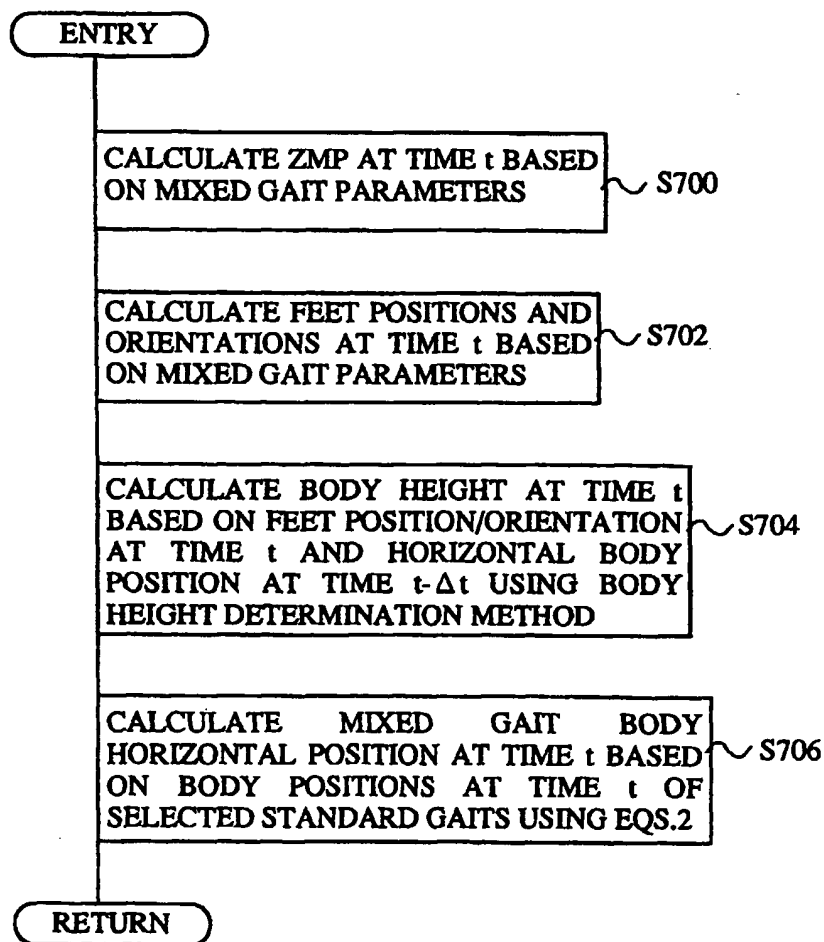 ENTRY
CALCULATE ZMP AT TIME t BASED
ON MIXED GAIT PARAMETERS
S700
CALCULATE FEET POSITIONS AND
ORIENTATIONS AT TIME t BASED
ON MIXED GAIT PARAMETERS
S702
CALCULATE BODY HEIGHT AT TIME t
BASED ON FEET POSITION/ORIENTATION
AT TIME t AND HORIZONTAL BODY
POSITION AT TIME t-Δt USING BODY
HEIGHT DETERMINATION METHOD
S704
CALCULATE MIXED GAIT BODY
HORIZONTAL POSITION AT TIME t BASED
ON BODY POSITIONS AT TIME t OF
SELECTED STANDARD GAITS USING EQS.2
S706
RETURN